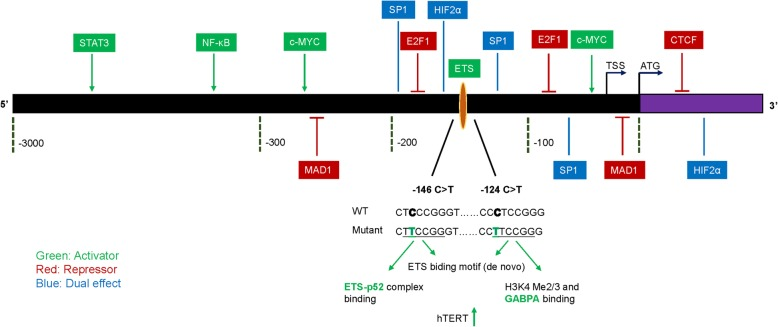 SP1
HIF2α
STAT3
NF-κB
c-MYC
E2F1
ETS
SP1
E2F1
c-MYC
CTCF
TSS
ATG
5'
3'
-3000
-300
-200
-100
MAD1
SP1
MAD1
HIF2α
-146 C>T
-124 C>T
WT
CTCCCGGGT……CCCTCCGGG
Mutant
CTTCCGGGT……CCTTCCGGG
ETS biding motif (de novo)
ETS-p52 complex
binding
H3K4 Me2/3 and
GABPA binding
hTERT
Green: Activator
Red: Repressor
Blue: Dual effect